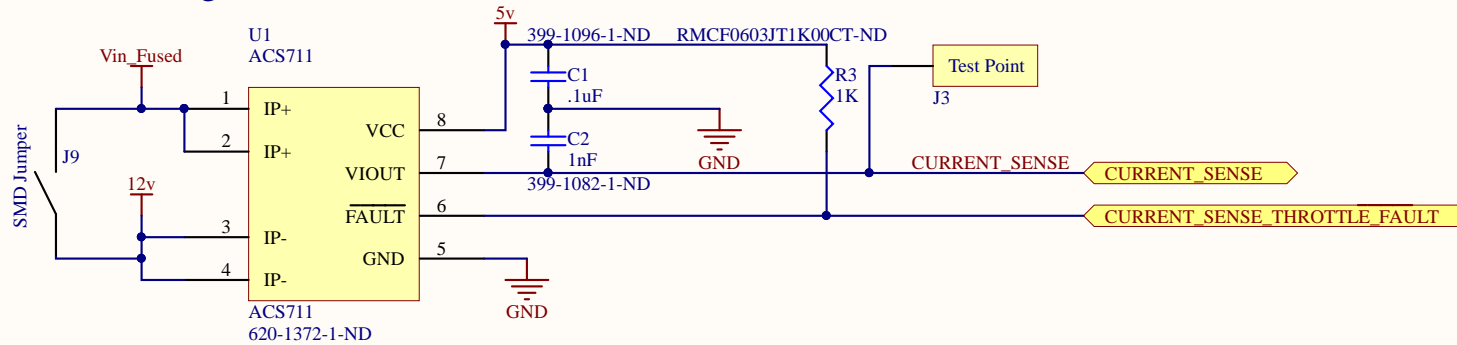 5v
U1
ACS711
399-1096-1-ND
RMCF0603JT1K00CT-ND
Vin_Fused
Test Point
J3
C1
.1uF
R3
1K
1
IP+
2
IP+
VCC
8
C2
1nF
GND
SMD Jumper
J9
VIOUT
7
CURRENT_SENSE
CURRENT_SENSE
399-1082-1-ND
12v
FAULT
6
CURRENT_SENSE_THROTTLE_FAULT
3
IP-
GND
5
4
IP-
GND
ACS711
620-1372-1-ND